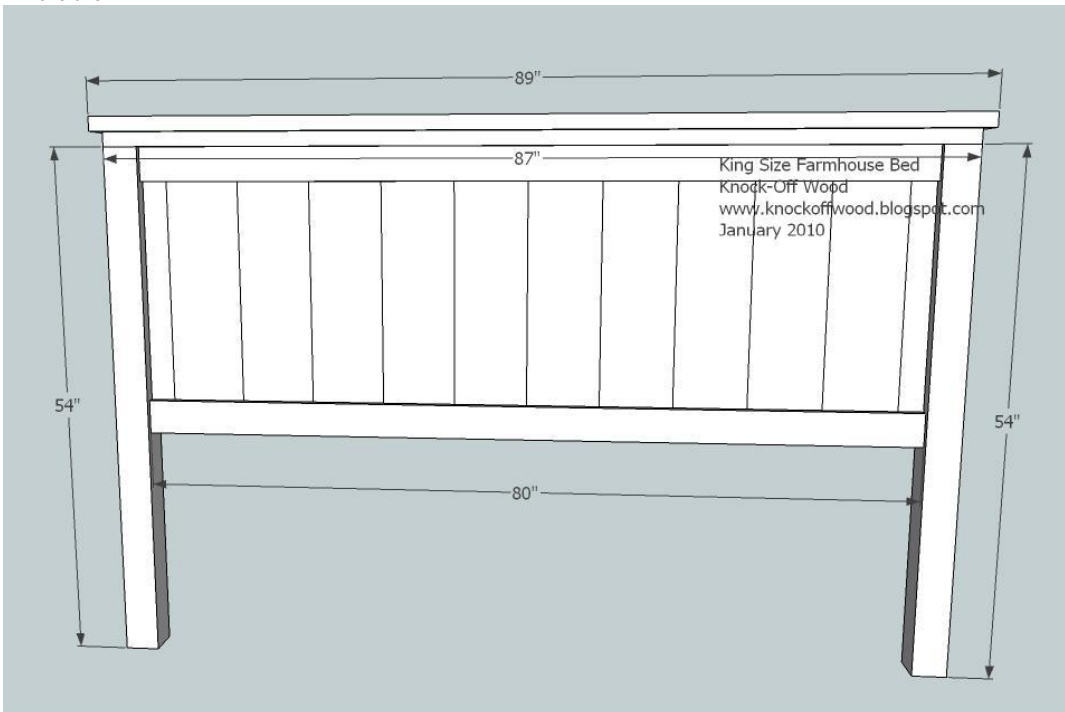 89"
87"
King Size Farmhouse Bed
Knock-Off Wood
www.knockoffwood.blogspot.com
January 2010
54"
54"
80"